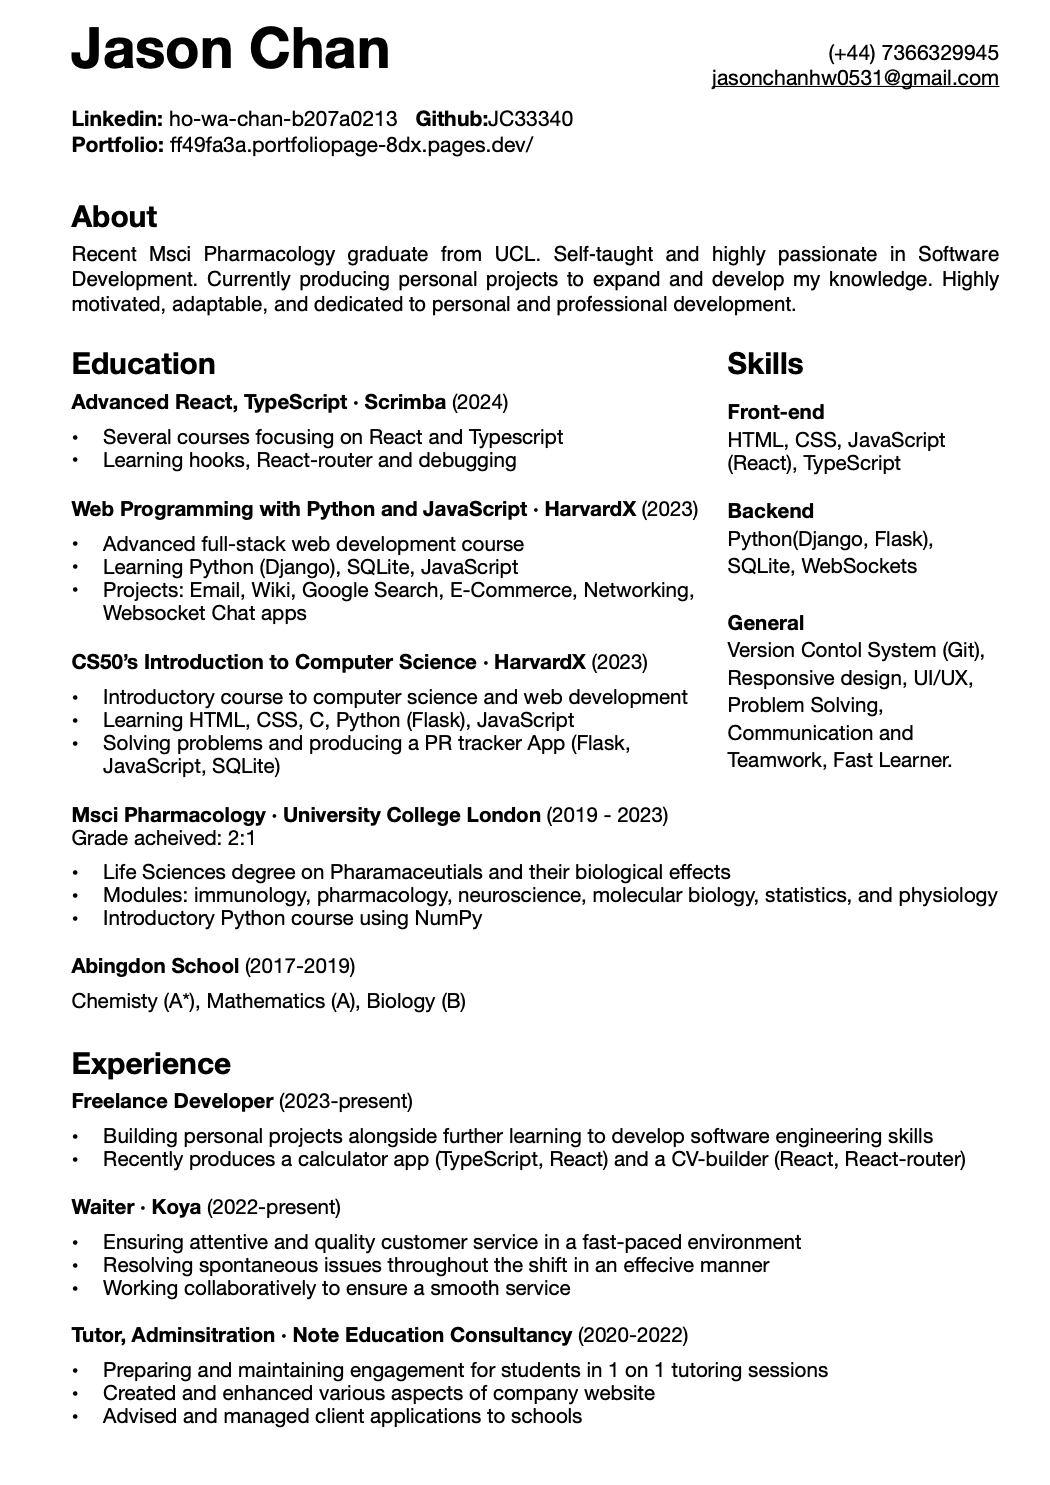 Jason Chan
(+44) 7366329945
jasonchanhw0531@gmail.com
Linkedin: ho-wa-chan-b207a0213 Github:JC33340
Portfolio: ff49fa3a.portfoliopage-8dx.pages.dev/
About
Recent Msci Pharmacology graduate from UCL. Self-taught and highly passionate in Software
Development. Currently producing personal projects to expand and develop my knowledge. Highly
motivated, adaptable, and dedicated to personal and professional development.
Education
Advanced React, TypeScript · Scrimba (2024)
• Several courses focusing on React and Typescript
• Learning hooks, React-router and debugging
Web Programming with Python and JavaScript · HarvardX (2023)
• Advanced full-stack web development course
• Learning Python (Django), SQLite, JavaScript
• Projects: Email, Wiki, Google Search, E-Commerce, Networking,
Websocket Chat apps
CS50’s Introduction to Computer Science · HarvardX (2023)
• Introductory course to computer science and web development
• Learning HTML, CSS, C, Python (Flask), JavaScript
• Solving problems and producing a PR tracker App (Flask,
JavaScript, SQLite)
Skills
Front-end
HTML, CSS, JavaScript
(React), TypeScript
Backend
Python(Django, Flask),
SQLite, WebSockets
General
Version Contol System (Git),
Responsive design, UI/UX,
Problem Solving,
Communication and
Teamwork, Fast Learner.
Msci Pharmacology · University College London (2019 - 2023)
Grade acheived: 2:1
• Life Sciences degree on Pharamaceutials and their biological effects
• Modules: immunology, pharmacology, neuroscience, molecular biology, statistics, and physiology
• Introductory Python course using NumPy
Abingdon School (2017-2019)
Chemisty (A*), Mathematics (A), Biology (B)
Experience
Freelance Developer (2023-present)
• Building personal projects alongside further learning to develop software engineering skills
• Recently produces a calculator app (TypeScript, React) and a CV-builder (React, React-router)
Waiter · Koya (2022-present)
• Ensuring attentive and quality customer service in a fast-paced environment
• Resolving spontaneous issues throughout the shift in an effecive manner
• Working collaboratively to ensure a smooth service
Tutor, Adminsitration · Note Education Consultancy (2020-2022)
• Preparing and maintaining engagement for students in 1 on 1 tutoring sessions
• Created and enhanced various aspects of company website
• Advised and managed client applications to schools